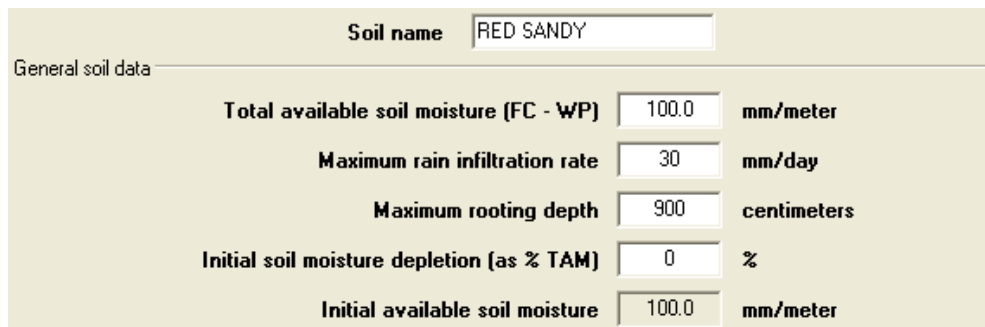 Soil name RED SANDY
General soil data
Total available soil moisture (FC - WP) 100.0 mm/meter
Maximum rain infiltration rate 30 mm/day
Maximum rooting depth 900 centimeters
Initial soil moisture depletion (as % TAM) 0 %
Initial available soil moisture 100.0 mm/meter